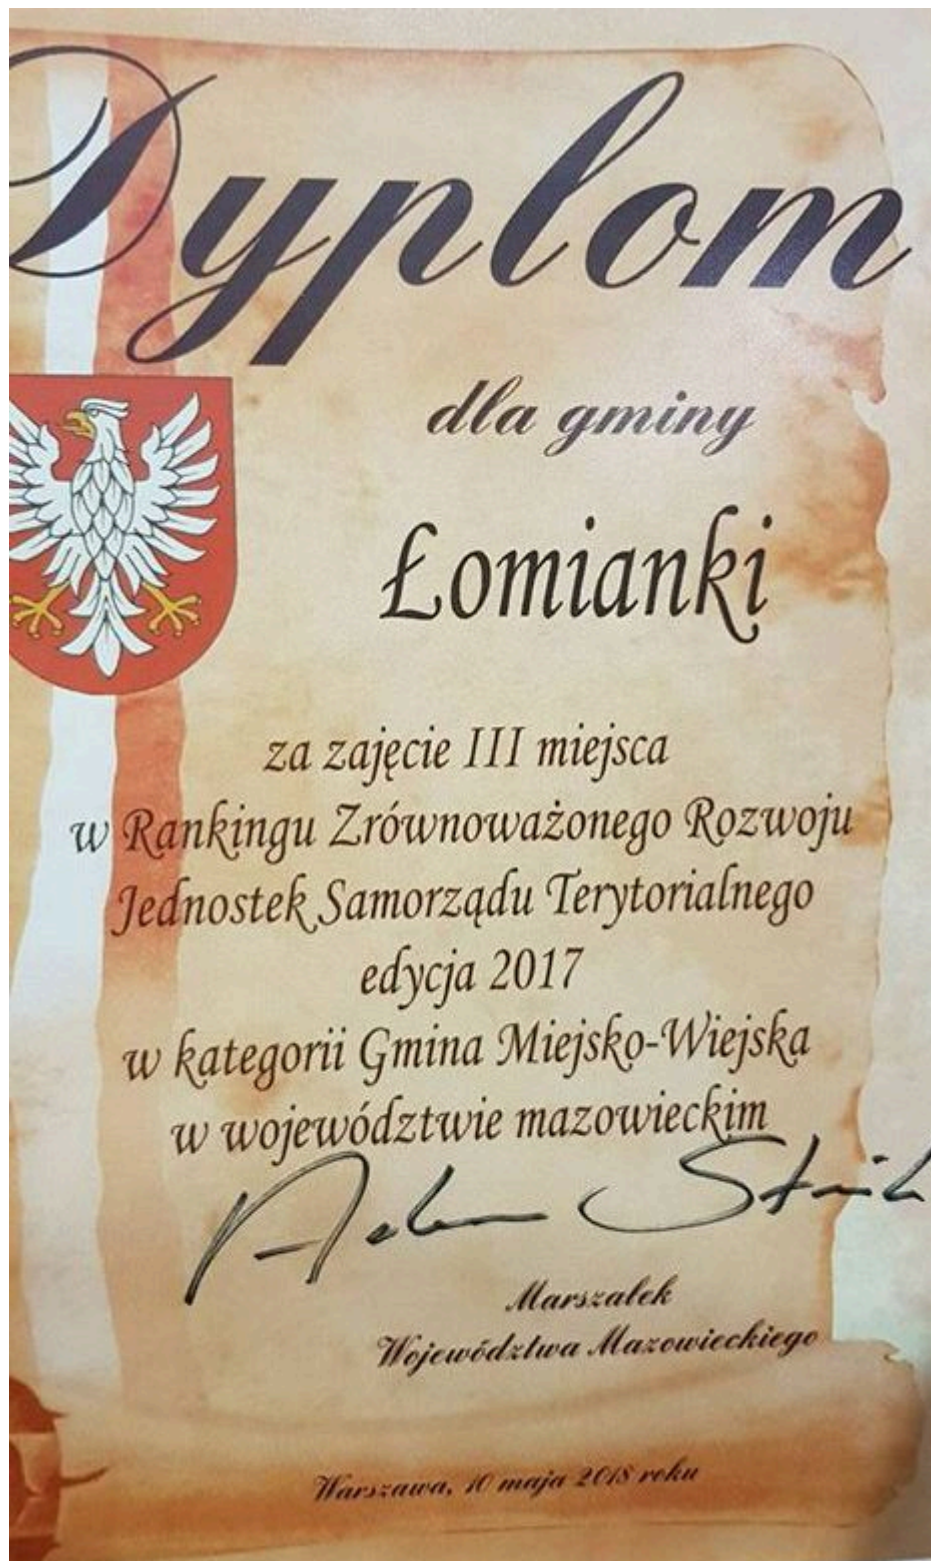 Dyplom
dla gminy
Łomianki
za zajęcie III miejsca
w Rankingu Zrównoważonego Rozwoju
Jednostek Samorządu Terytorialnego
edycja 2017
w kategorii Gmina Miejsko-Wiejska
w województwie mazowieckim
Marszałek
Województwa Mazowieckiego
Warszawa, 10 maja 2018 roku